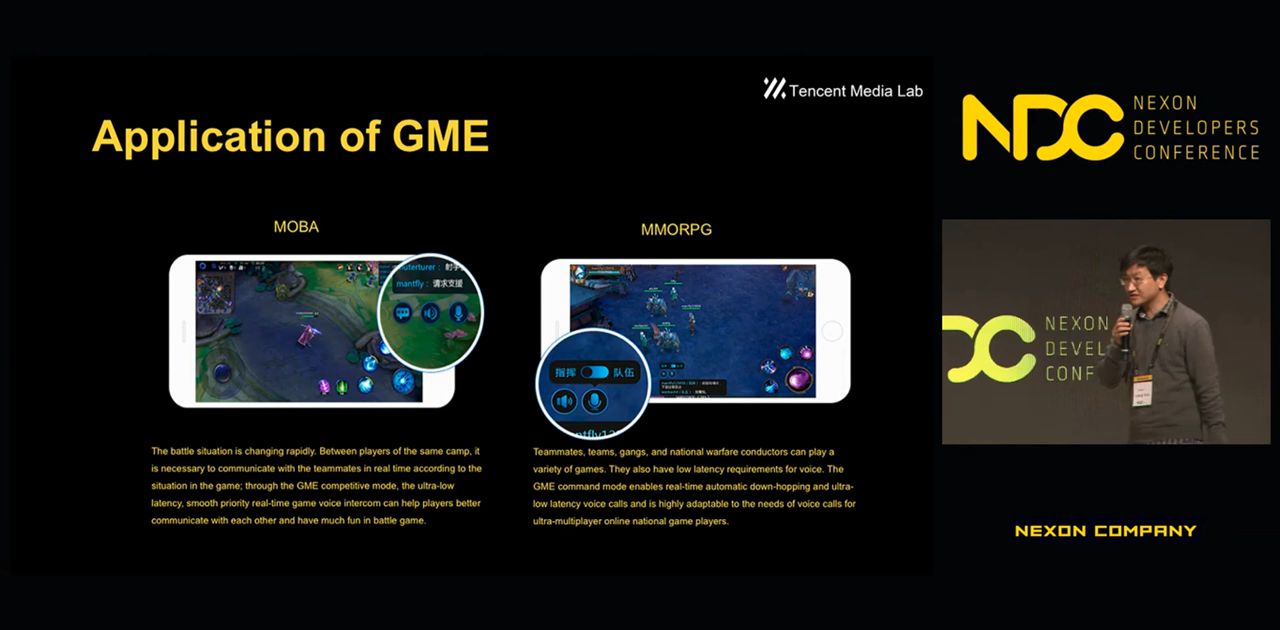 Tencent Media Lab
Application of GME
MOBA
MMORPG
mantfly： 请求支援
指挥 队伍
The battle situation is changing rapidly. Between players of the same camp, it
is necessary to communicate with the teammates in real time according to the
situation in the game; through the GME competitive mode, the ultra-low
latency, smooth priority real-time game voice intercom can help players better
communicate with each other and have much fun in battle game.
Teammates, teams, gangs, and national warfare conductors can play a
variety of games. They also have low latency requirements for voice. The
GME command mode enables real-time automatic down-hopping and ultra-
low latency voice calls and is highly adaptable to the needs of voice calls for
ultra-multiplayer online national game players.
NDC
NEXON
DEVELOPERS
CONFERENCE
DC
NEXON
DEVEL
CONF
NEXON COMPANY